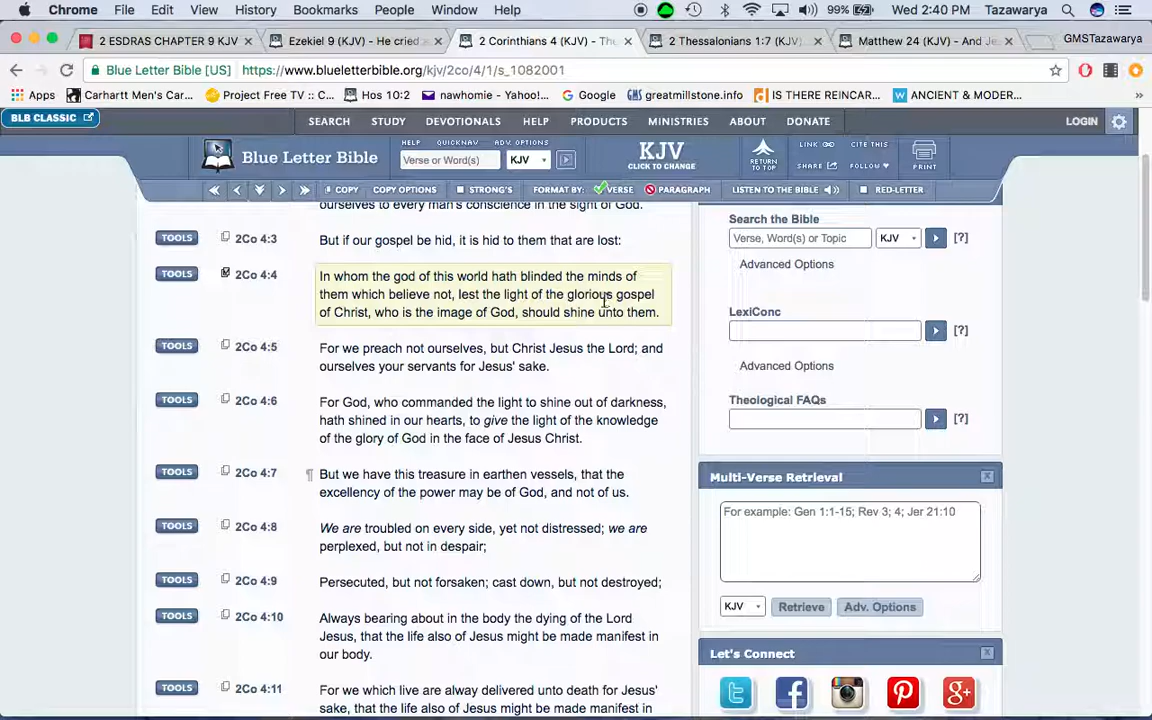 Chrome File Edit View History Bookmarks People Window Help 99% Wed 2:40 PM Tazawarya
2 ESDRAS CHAPTER 9 KJV × Ezekiel 9 (KJV) - He cried × 2 Corinthians 4 (KJV) - The × 2 Thessalonians 1:7 (KJV) × Matthew 24 (KJV) - And Je × GMSTazawarya
Blue Letter Bible [US] https://www.blueletterbible.org/kjv/2co/4/1/s_1082001
Apps Carhartt Men's Car... Project Free TV :: C... Hos 10:2 nawhomie - Yahoo!... Google GMS greatmillstone.info IS THERE REINCAR... W ANCIENT & MODER... »
BLB CLASSIC SEARCH STUDY DEVOTIONALS HELP PRODUCTS MINISTRIES ABOUT DONATE LOGIN
Blue Letter Bible HELP QUICKNAV ADV. OPTIONS
Verse or Word(s) KJV
KJV
CLICK TO CHANGE
RETURN
TO TOP
LINK CITE THIS
SHARE FOLLOW
PRINT
COPY COPY OPTIONS STRONG'S FORMAT BY: VERSE PARAGRAPH LISTEN TO THE BIBLE RED-LETTER
ourselves to every man's conscience in the sight of God.
TOOLS 2Co 4:3 But if our gospel be hid, it is hid to them that are lost:
TOOLS 2Co 4:4 In whom the god of this world hath blinded the minds of
them which believe not, lest the light of the glorious gospel
of Christ, who is the image of God, should shine unto them.
TOOLS 2Co 4:5 For we preach not ourselves, but Christ Jesus the Lord; and
ourselves your servants for Jesus' sake.
TOOLS 2Co 4:6 For God, who commanded the light to shine out of darkness,
hath shined in our hearts, to give the light of the knowledge
of the glory of God in the face of Jesus Christ.
TOOLS 2Co 4:7 ¶ But we have this treasure in earthen vessels, that the
excellency of the power may be of God, and not of us.
TOOLS 2Co 4:8 We are troubled on every side, yet not distressed; we are
perplexed, but not in despair;
TOOLS 2Co 4:9 Persecuted, but not forsaken; cast down, but not destroyed;
TOOLS 2Co 4:10 Always bearing about in the body the dying of the Lord
Jesus, that the life also of Jesus might be made manifest in
our body.
TOOLS 2Co 4:11 For we which live are alway delivered unto death for Jesus'
sake, that the life also of Jesus might be made manifest in
Search the Bible
Verse, Word(s) or Topic KJV [?]
Advanced Options
LexiConc
[?]
Advanced Options
Theological FAQs
[?]
Multi-Verse Retrieval
For example: Gen 1:1-15; Rev 3; 4; Jer 21:10
KJV Retrieve Adv. Options
Let's Connect